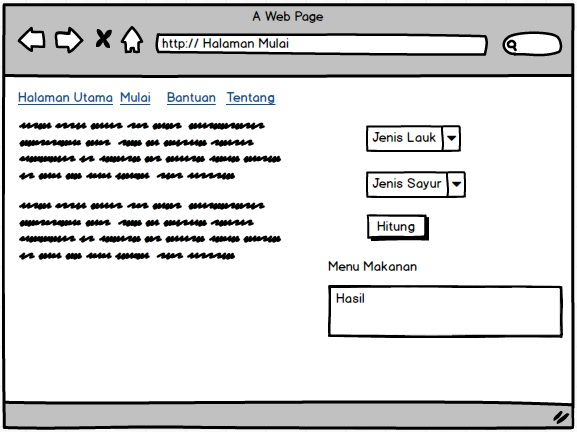 A Web Page
http:// Halaman Mulai
Halaman Utama Mulai Bantuan Tentang
Jenis Lauk
Jenis Sayur
Hitung
Menu Makanan
Hasil